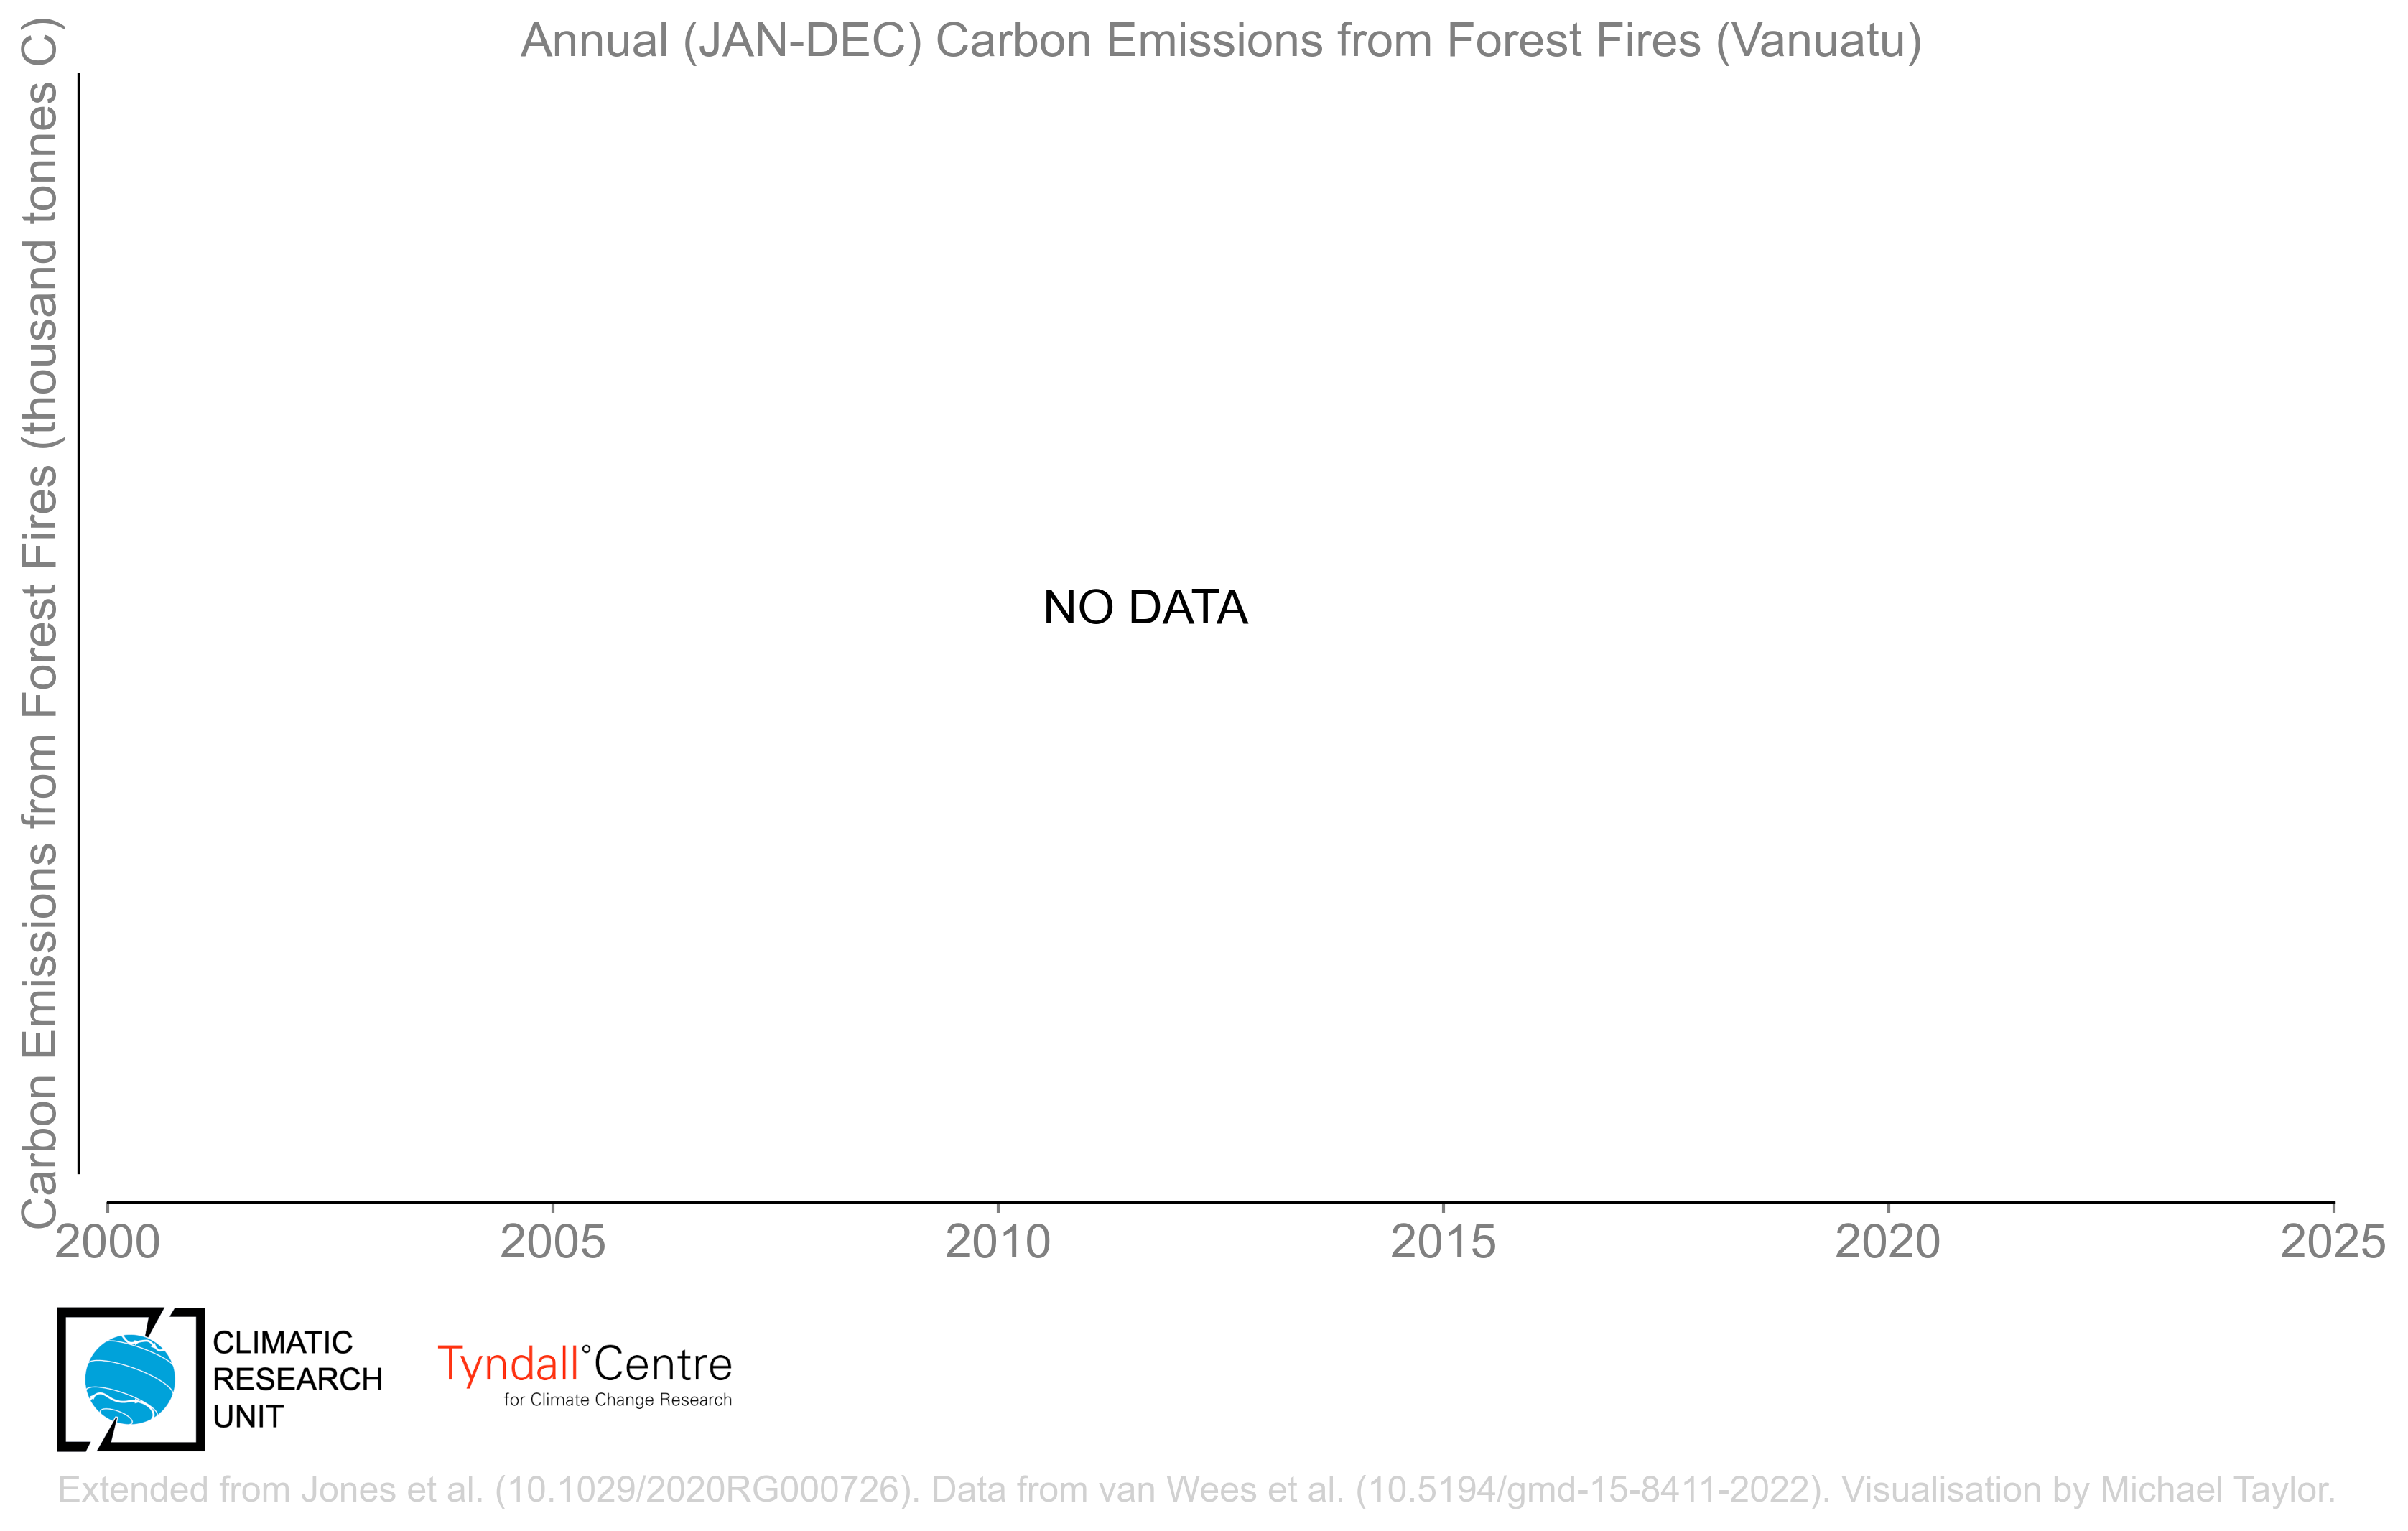 Annual (JAN-DEC) Carbon Emissions from Forest Fires (Vanuatu)
Carbon Emissions from Forest Fires (thousand tonnes C)
NO DATA
2000 2005 2010 2015 2020 2025
CLIMATIC
RESEARCH
UNIT
Tyndall°Centre
for Climate Change Research
Extended from Jones et al. (10.1029/2020RG000726). Data from van Wees et al. (10.5194/gmd-15-8411-2022). Visualisation by Michael Taylor.